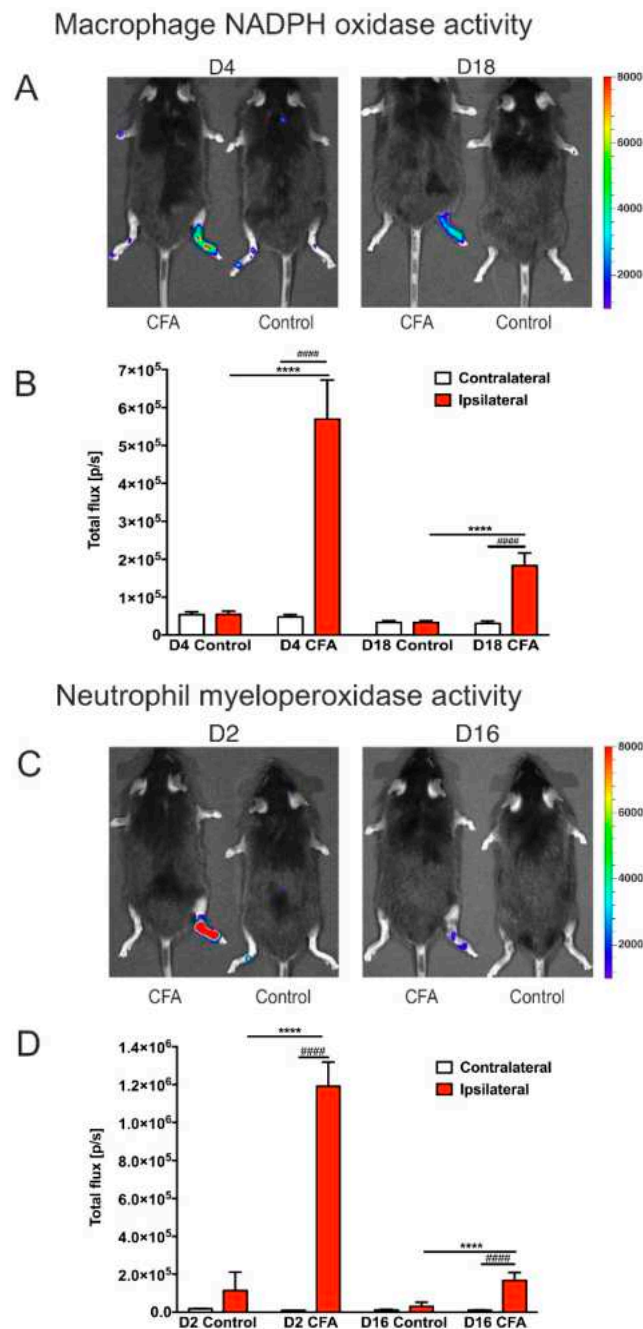 Macrophage NADPH oxidase activity
D4 D18
A
8000
6000
4000
2000
CFA Control CFA Control
B
Total flux [p/s]
7×10⁵
6×10⁵
5×10⁵
4×10⁵
3×10⁵
2×10⁵
1×10⁵
0
Contralateral
Ipsilateral
####
****
****
####
D4 Control D4 CFA D18 Control D18 CFA
Neutrophil myeloperoxidase activity
D2 D16
C
8000
6000
4000
2000
CFA Control CFA Control
D
Total flux [p/s]
1.4×10⁶
1.2×10⁶
1.0×10⁶
8.0×10⁵
6.0×10⁵
4.0×10⁵
2.0×10⁵
0.0
Contralateral
Ipsilateral
****
####
****
####
D2 Control D2 CFA D16 Control D16 CFA